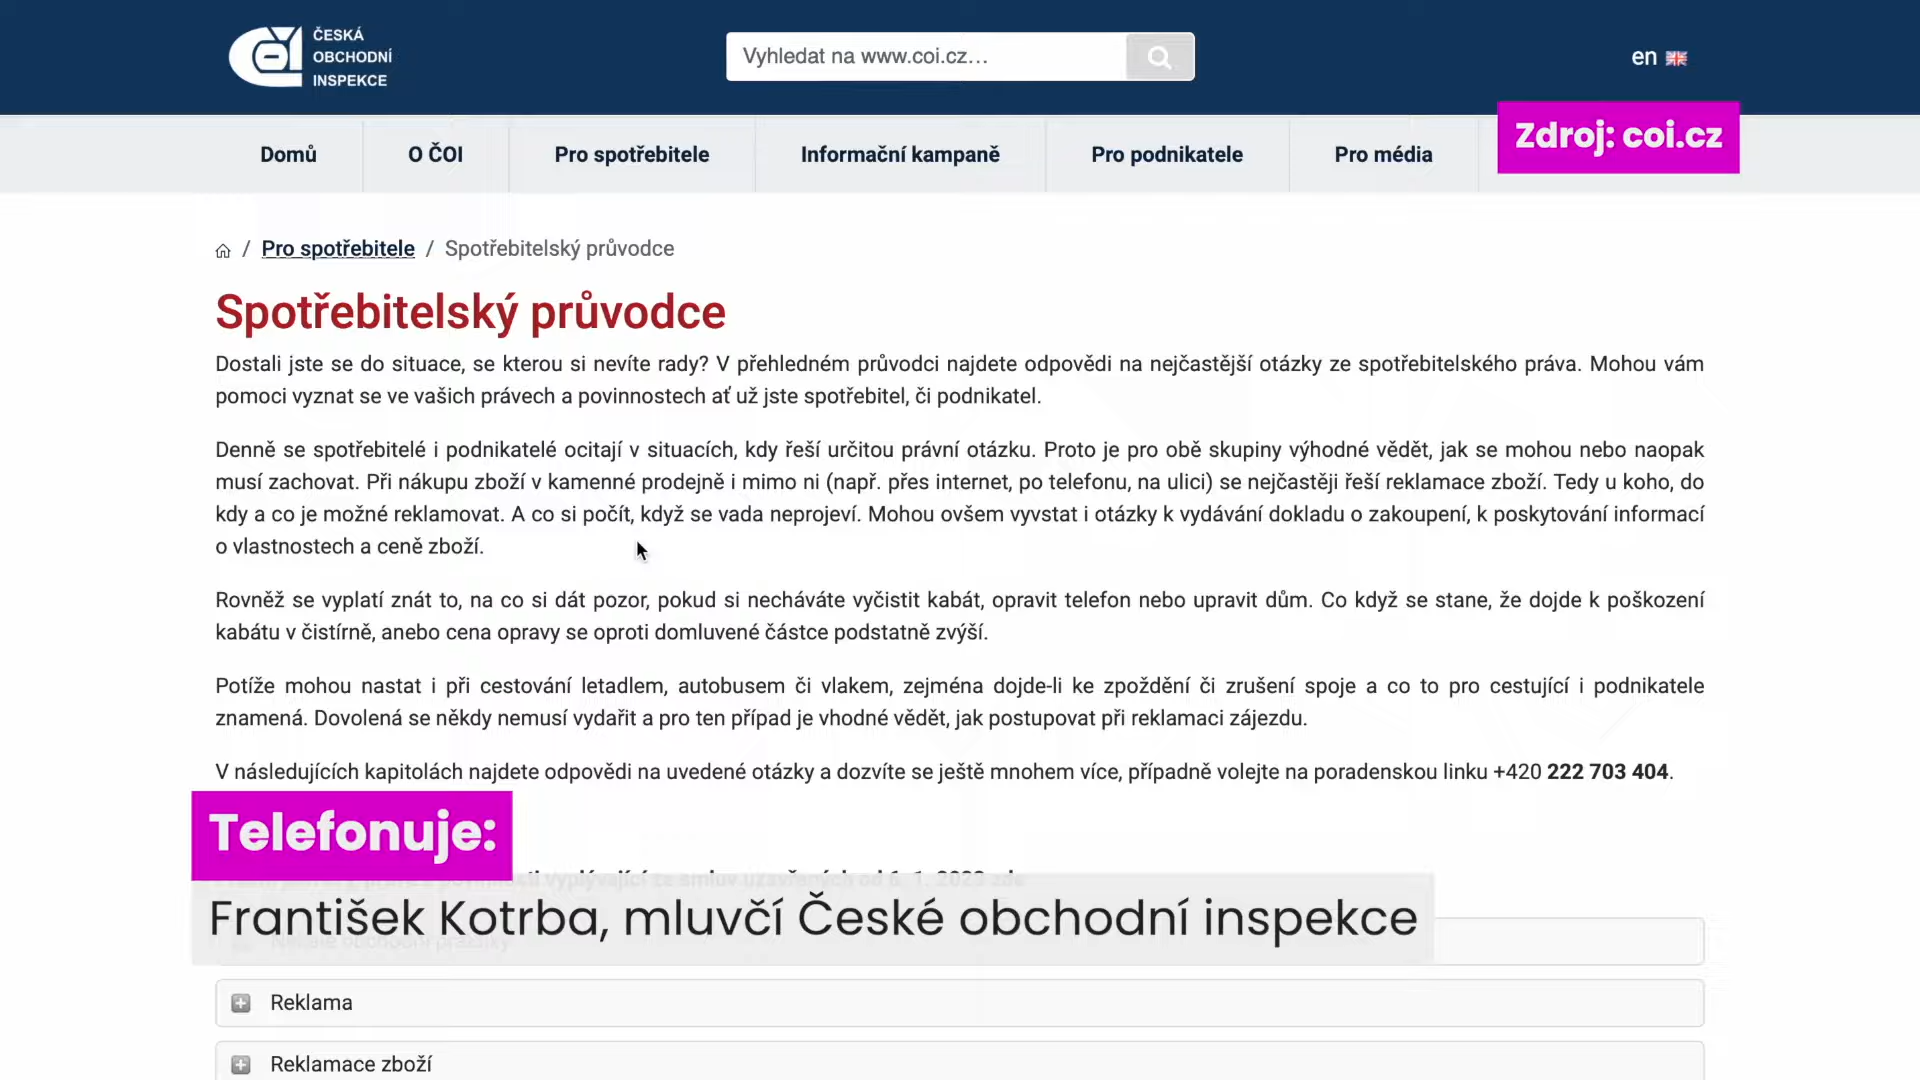 ČESKÁ
OBCHODNÍ
INSPEKCE
Vyhledat na www.coi.cz...
en
Zdroj: coi.cz
Domů
O ČOI
Pro spotřebitele
Informační kampaně
Pro podnikatele
Pro média
/ Pro spotřebitele / Spotřebitelský průvodce
Spotřebitelský průvodce
Dostali jste se do situace, se kterou si nevíte rady? V přehledném průvodci najdete odpovědi na nejčastější otázky ze spotřebitelského práva. Mohou vám
pomoci vyznat se ve vašich právech a povinnostech ať už jste spotřebitel, či podnikatel.
Denně se spotřebitelé i podnikatelé ocitají v situacích, kdy řeší určitou právní otázku. Proto je pro obě skupiny výhodné vědět, jak se mohou nebo naopak
musí zachovat. Při nákupu zboží v kamenné prodejně i mimo ni (např. přes internet, po telefonu, na ulici) se nejčastěji řeší reklamace zboží. Tedy u koho, do
kdy a co je možné reklamovat. A co si počít, když se vada neprojeví. Mohou ovšem vyvstat i otázky k vydávání dokladu o zakoupení, k poskytování informací
o vlastnostech a ceně zboží.
Rovněž se vyplatí znát to, na co si dát pozor, pokud si necháváte vyčistit kabát, opravit telefon nebo upravit dům. Co když se stane, že dojde k poškození
kabátu v čistírně, anebo cena opravy se oproti domluvené částce podstatně zvýší.
Potíže mohou nastat i při cestování letadlem, autobusem či vlakem, zejména dojde-li ke zpoždění či zrušení spoje a co to pro cestující i podnikatele
znamená. Dovolená se někdy nemusí vydařit a pro ten případ je vhodné vědět, jak postupovat při reklamaci zájezdu.
V následujících kapitolách najdete odpovědi na uvedené otázky a dozvíte se ještě mnohem více, případně volejte na poradenskou linku +420 222 703 404.
Telefonuje:
vyplývající ze smluv uzavřených od 6. 1. 2023 zde
František Kotrba, mluvčí České obchodní inspekce
Nekalé obchodní praktiky
Reklama
Reklamace zboží